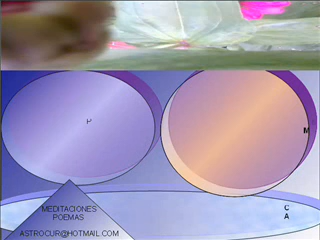 M
C
A
MEDITACIONES
POEMAS
ASTROCUR@HOTMAIL.COM